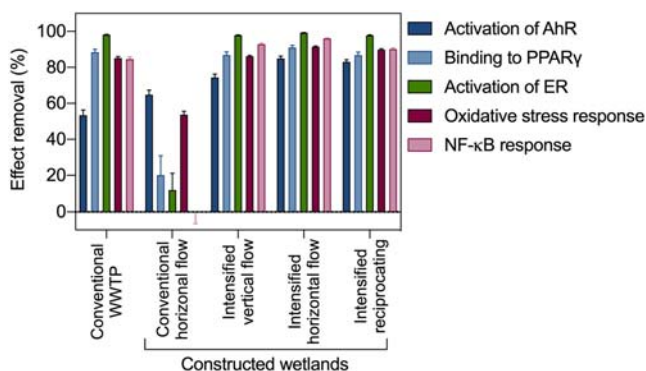 Effect removal (%)
100
80
60
40
20
0
Conventional
WWTP
Conventional
horizonal flow
Intensified
vertical flow
Intensified
horizontal flow
Intensified
reciprocating
Constructed wetlands
Activation of AhR
Binding to PPARγ
Activation of ER
Oxidative stress response
NF-κB response